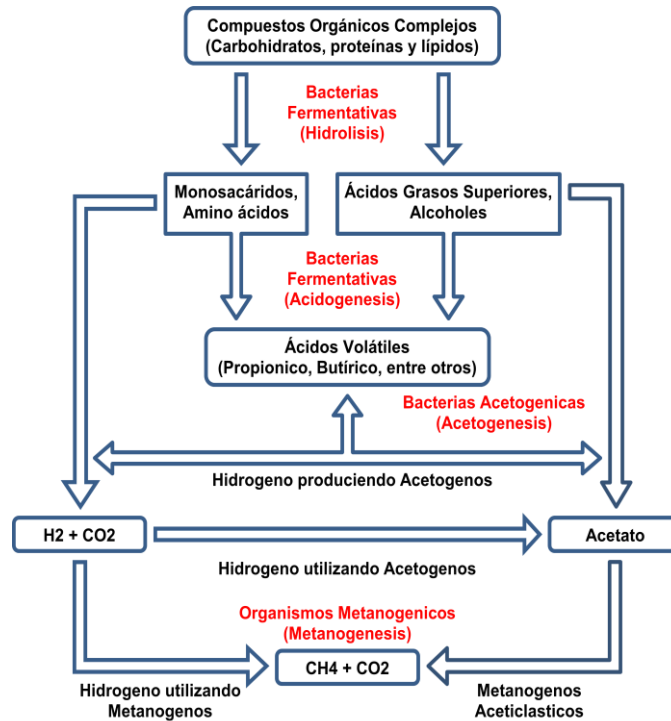 Compuestos Orgánicos Complejos
(Carbohidratos, proteínas y lípidos)
Bacterias
Fermentativas
(Hidrolisis)
Monosacáridos,
Amino ácidos
Ácidos Grasos Superiores,
Alcoholes
Bacterias
Fermentativas
(Acidogenesis)
Ácidos Volátiles
(Propionico, Butírico, entre otros)
Bacterias Acetogenicas
(Acetogenesis)
Hidrogeno produciendo Acetogenos
H2 + CO2
Acetato
Hidrogeno utilizando Acetogenos
Organismos Metanogenicos
(Metanogenesis)
CH4 + CO2
Hidrogeno utilizando
Metanogenos
Metanogenos
Aceticlasticos